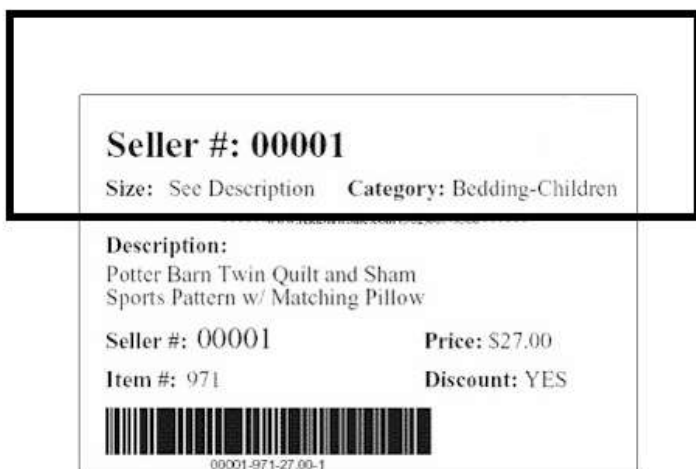 Seller #: 00001
Size: See Description Category: Bedding-Children
Description:
Potter Barn Twin Quilt and Sham
Sports Pattern w/ Matching Pillow
Seller #: 00001 Price: $27.00
Item #: 971 Discount: YES
00001-971-27.00-1